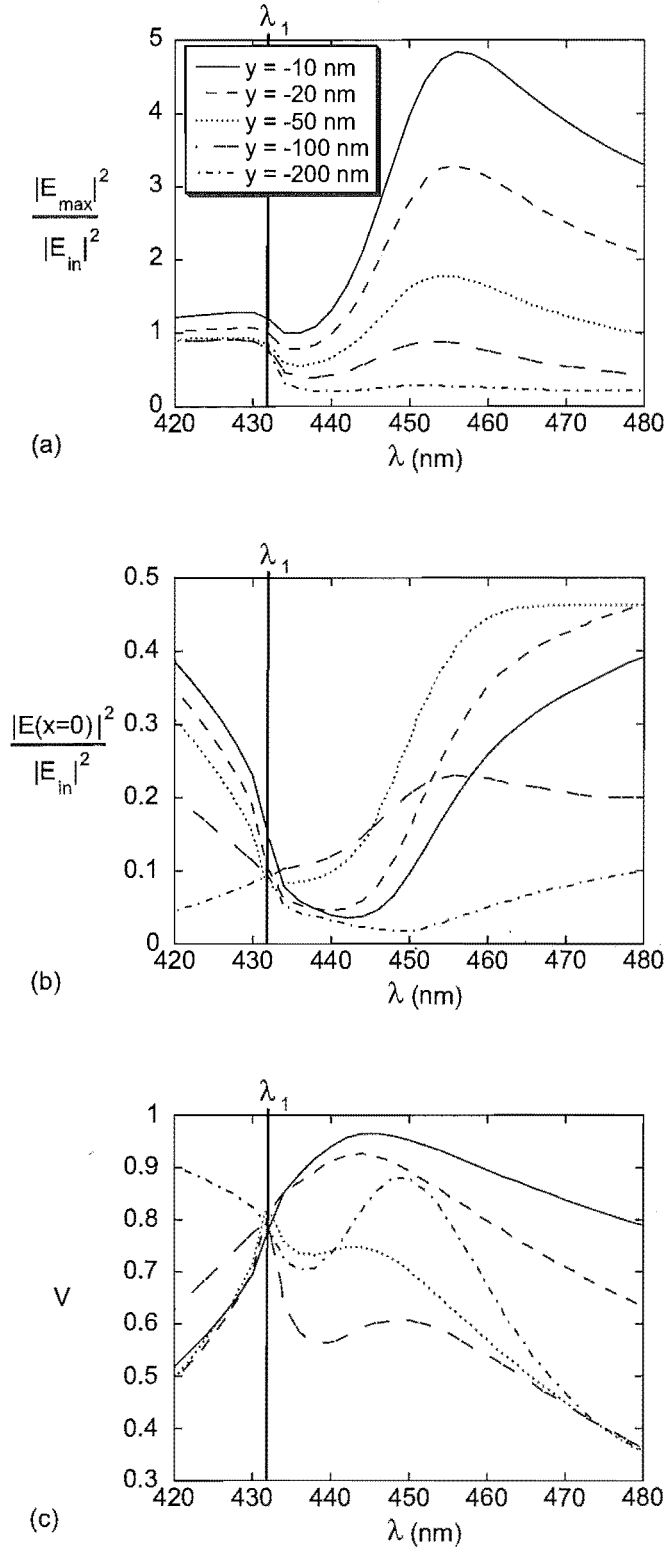 λ₁
5
4
3
2
1
0
|E_max|²
|E_in|²
y = -10 nm
y = -20 nm
y = -50 nm
y = -100 nm
y = -200 nm
420 430 440 450 460 470 480
λ (nm)
(a)
λ₁
0.5
0.4
0.3
0.2
0.1
0
|E(x=0)|²
|E_in|²
420 430 440 450 460 470 480
λ (nm)
(b)
λ₁
1
0.9
0.8
0.7
0.6
0.5
0.4
0.3
V
420 430 440 450 460 470 480
λ (nm)
(c)